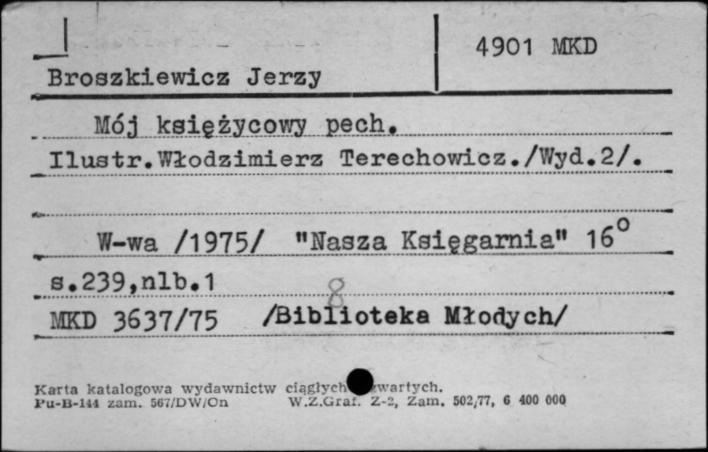 4901 MKD
Broszkiewicz Jerzy
Mój księżycowy pech.
Ilustr.Włodzimierz Terechowicz./Wyd.2/.
W-wa /1975/ "Nasza Księgarnia" 16°
s.239,nlb.1
8
MKD 3637/75 /Biblioteka Młodych/
Karta katalogowa wydawnictw ciągłych wartych.
Pu-B-144 zam. 567/DW/On W.Z.Graf. Z-2, Zam. 502/77, 6 400 000